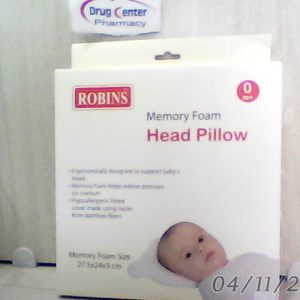 Drug Center
Pharmacy
ROBINS
0
Memory Foam
Head Pillow
• Ergonomically designed to support baby's
head
• Memory foam helps reliever pressure
on cranium
• Hypoallergenic fitted
cover made using rayon
from bamboo fibers
Memory Foam Size
27.5x24x3 cm
04/11/2